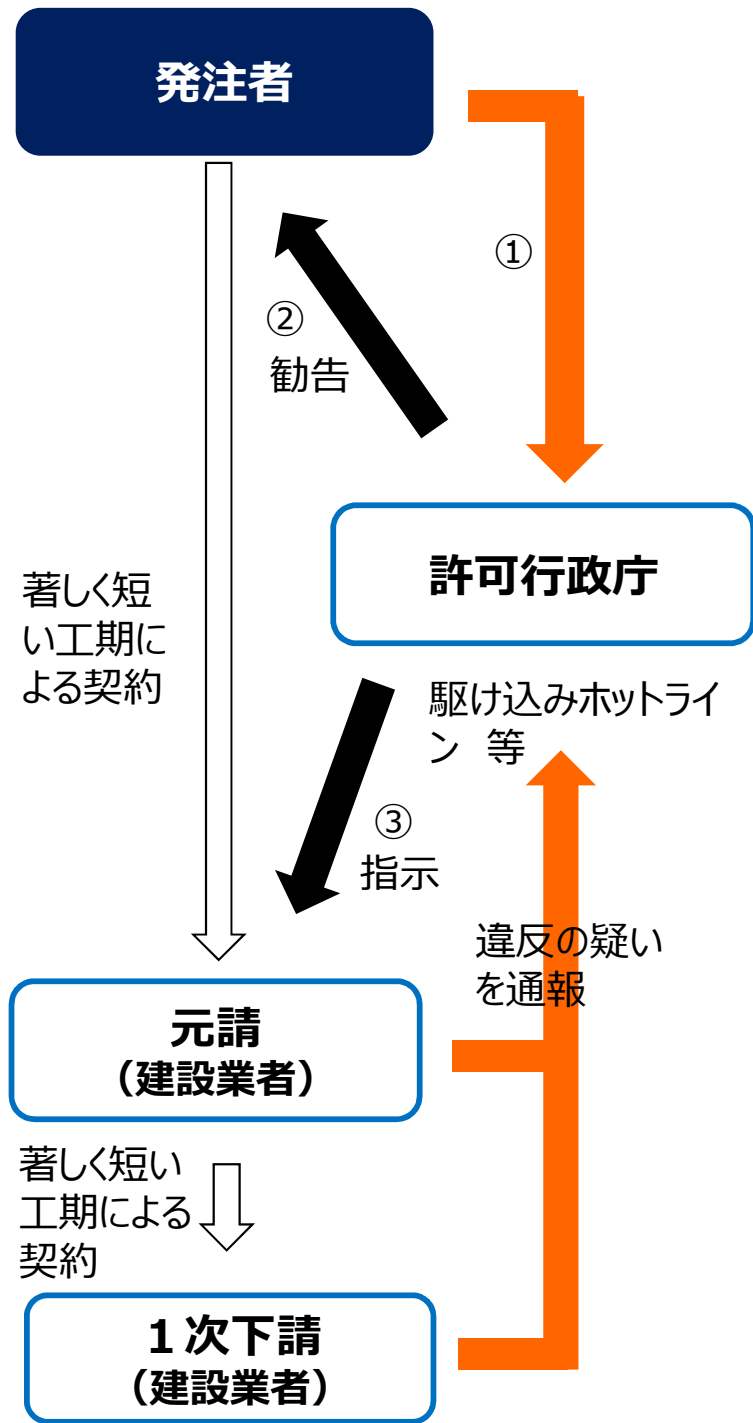 発注者
①
②
勧告
許可行政庁
著しく短
い工期に
よる契約
駆け込みホットライ
ン 等
③
指示
違反の疑い
を通報
元請
（建設業者）
著しく短い
工期による
契約
１次下請
（建設業者）